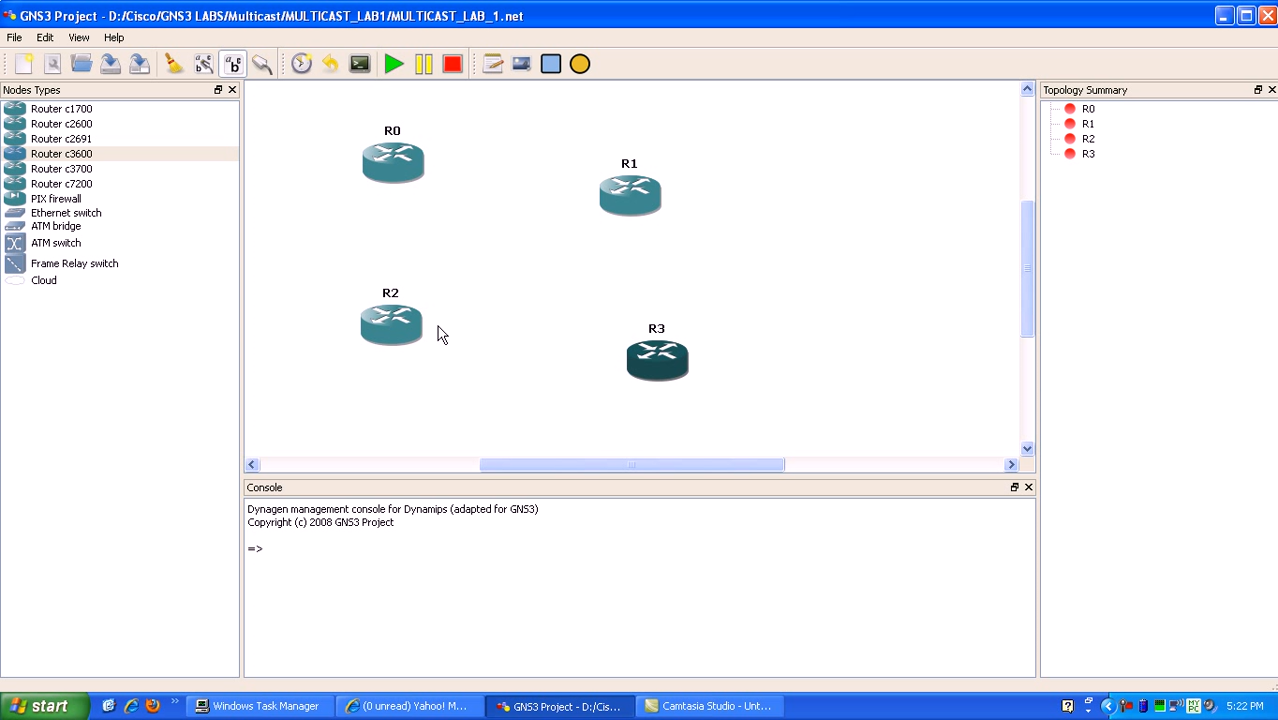 GNS3 Project - D:/Cisco/GNS3 LABS/Multicast/MULTICAST_LAB1/MULTICAST_LAB_1.net
File Edit View Help
Nodes Types
Router c1700
Router c2600
Router c2691
Router c3600
Router c3700
Router c7200
PIX firewall
Ethernet switch
ATM bridge
ATM switch
Frame Relay switch
Cloud
R0
R1
R2
R3
Topology Summary
R0
R1
R2
R3
Console
Dynagen management console for Dynamips (adapted for GNS3)
Copyright (c) 2008 GNS3 Project
=>
start
Windows Task Manager
(0 unread) Yahoo! M...
GNS3 Project - D:/Cis...
Camtasia Studio - Unt...
5:22 PM